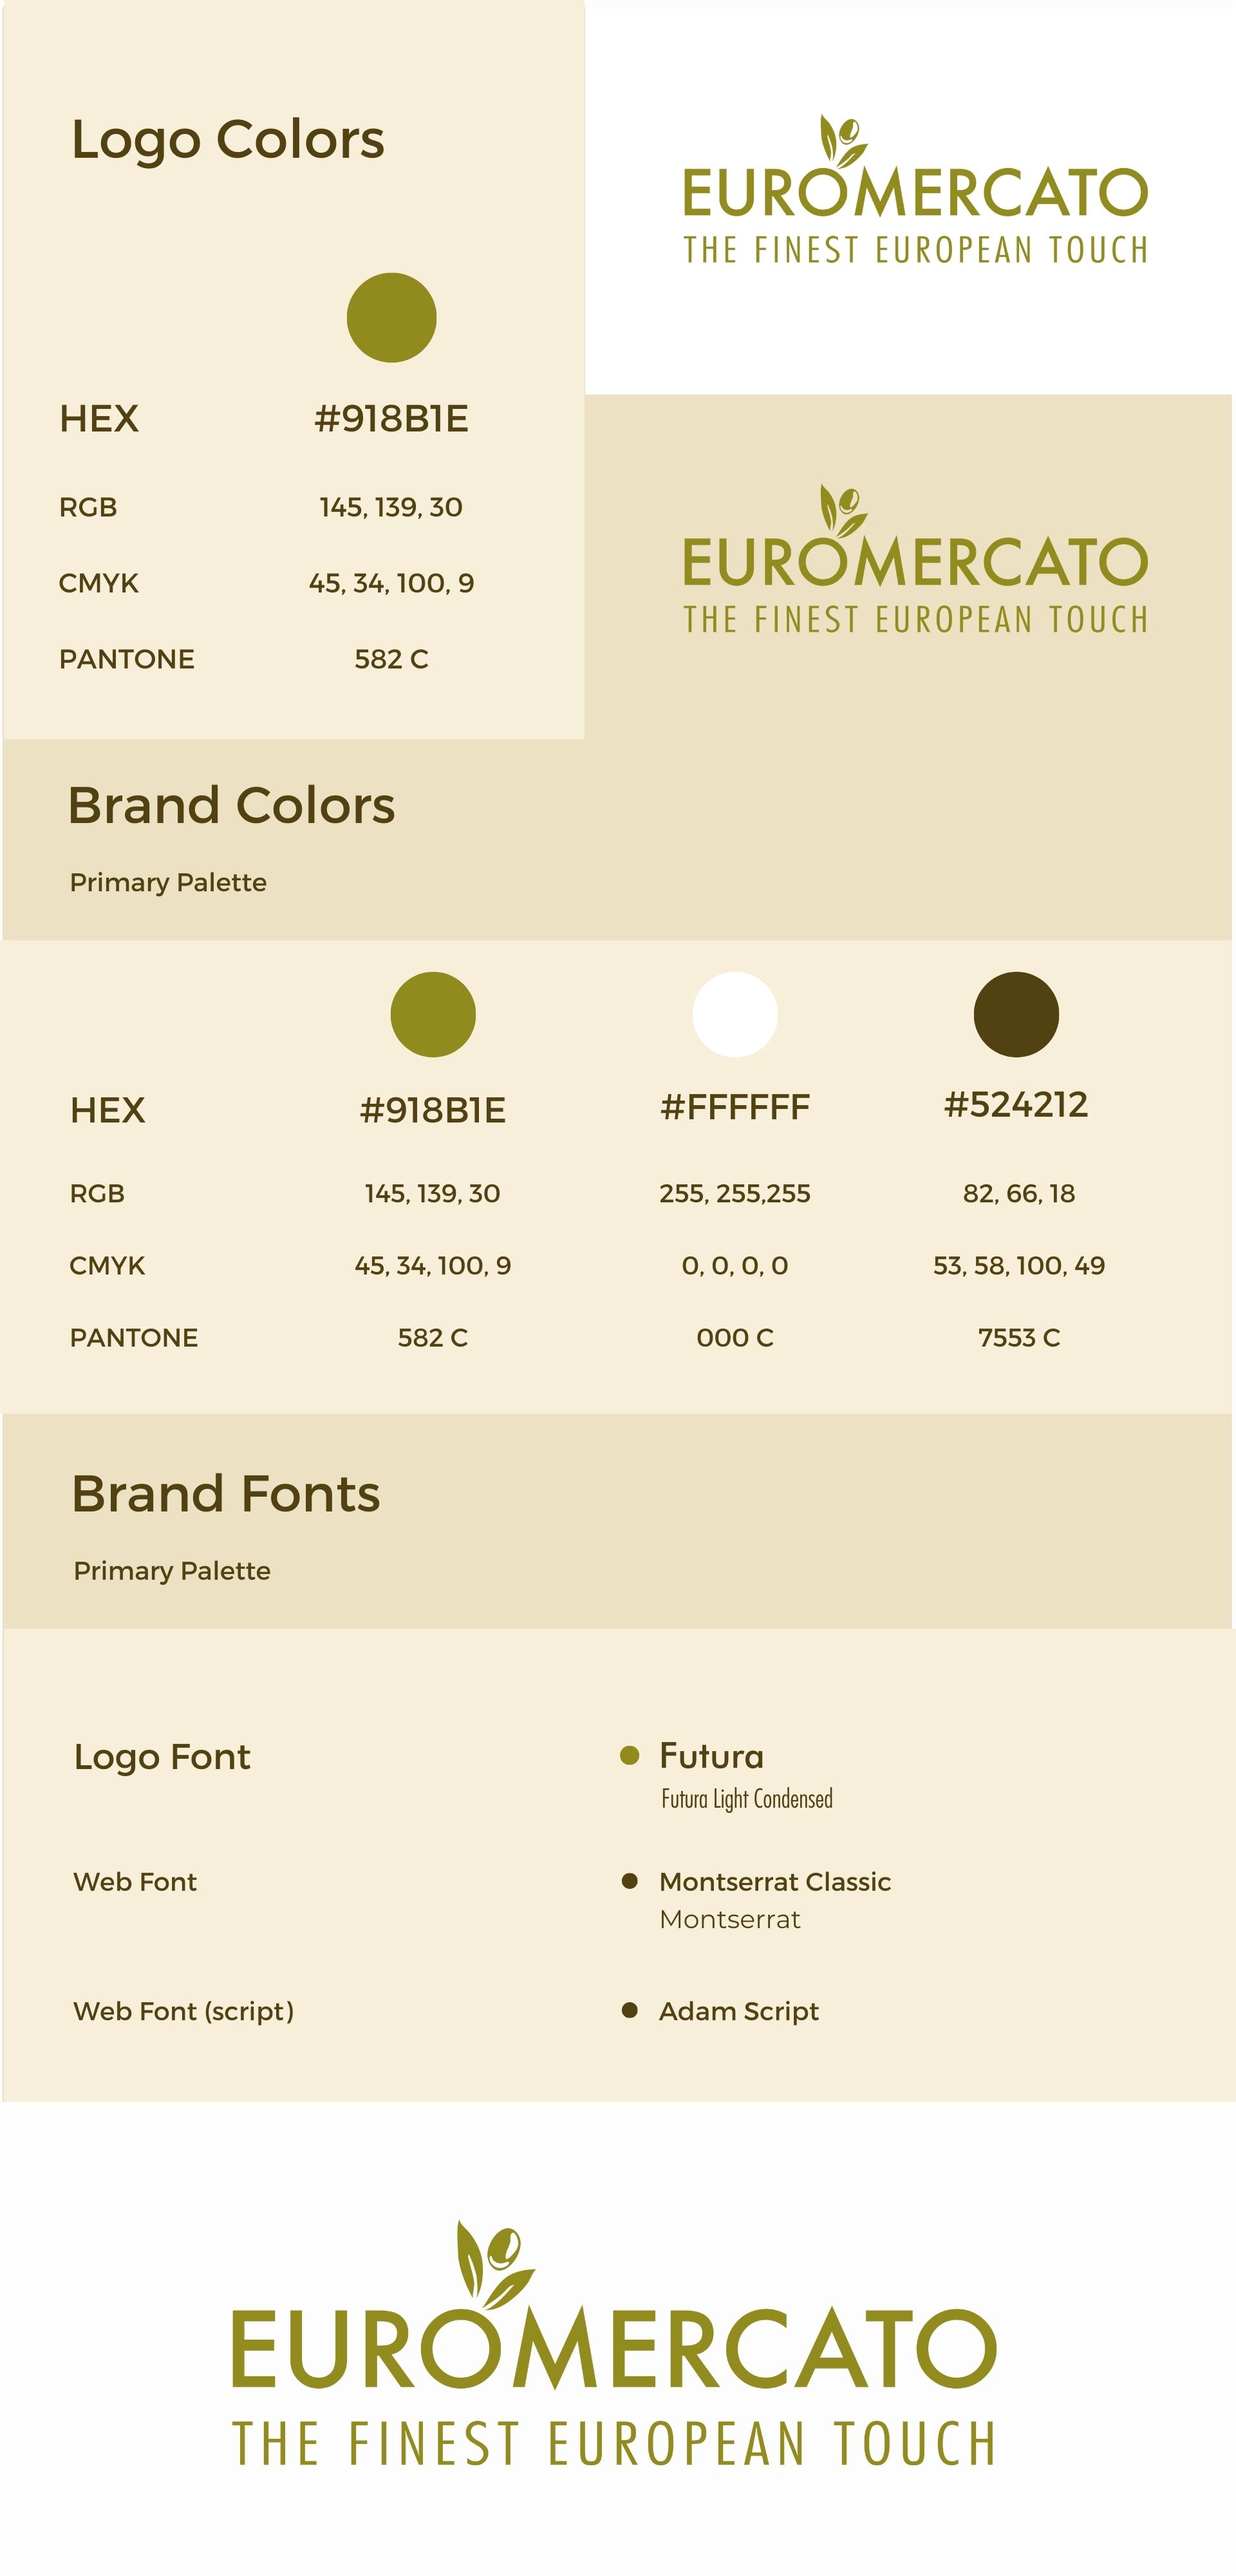 Logo Colors
EUROMERCATO
THE FINEST EUROPEAN TOUCH
HEX #918B1E
RGB 145, 139, 30
CMYK 45, 34, 100, 9
PANTONE 582 C
EUROMERCATO
THE FINEST EUROPEAN TOUCH
Brand Colors
Primary Palette
HEX #918B1E #FFFFFF #524212
RGB 145, 139, 30 255, 255,255 82, 66, 18
CMYK 45, 34, 100, 9 0, 0, 0, 0 53, 58, 100, 49
PANTONE 582 C 000 C 7553 C
Brand Fonts
Primary Palette
Logo Font Futura
Futura Light Condensed
Web Font Montserrat Classic
Montserrat
Web Font (script) Adam Script
EUROMERCATO
THE FINEST EUROPEAN TOUCH